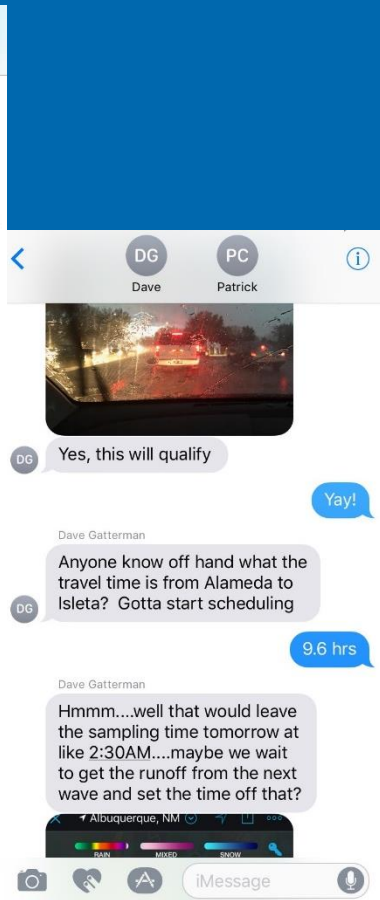 DG PC
Dave Patrick
DG
Yes, this will qualify
Yay!
Dave Gatterman
Anyone know off hand what the
travel time is from Alameda to
DG
Isleta? Gotta start scheduling
9.6 hrs
Dave Gatterman
Hmmm....well that would leave
the sampling time tomorrow at
like 2:30AM....maybe we wait
to get the runoff from the next
wave and set the time off that?
Albuquerque, NM
RAIN MIXED SNOW
iMessage